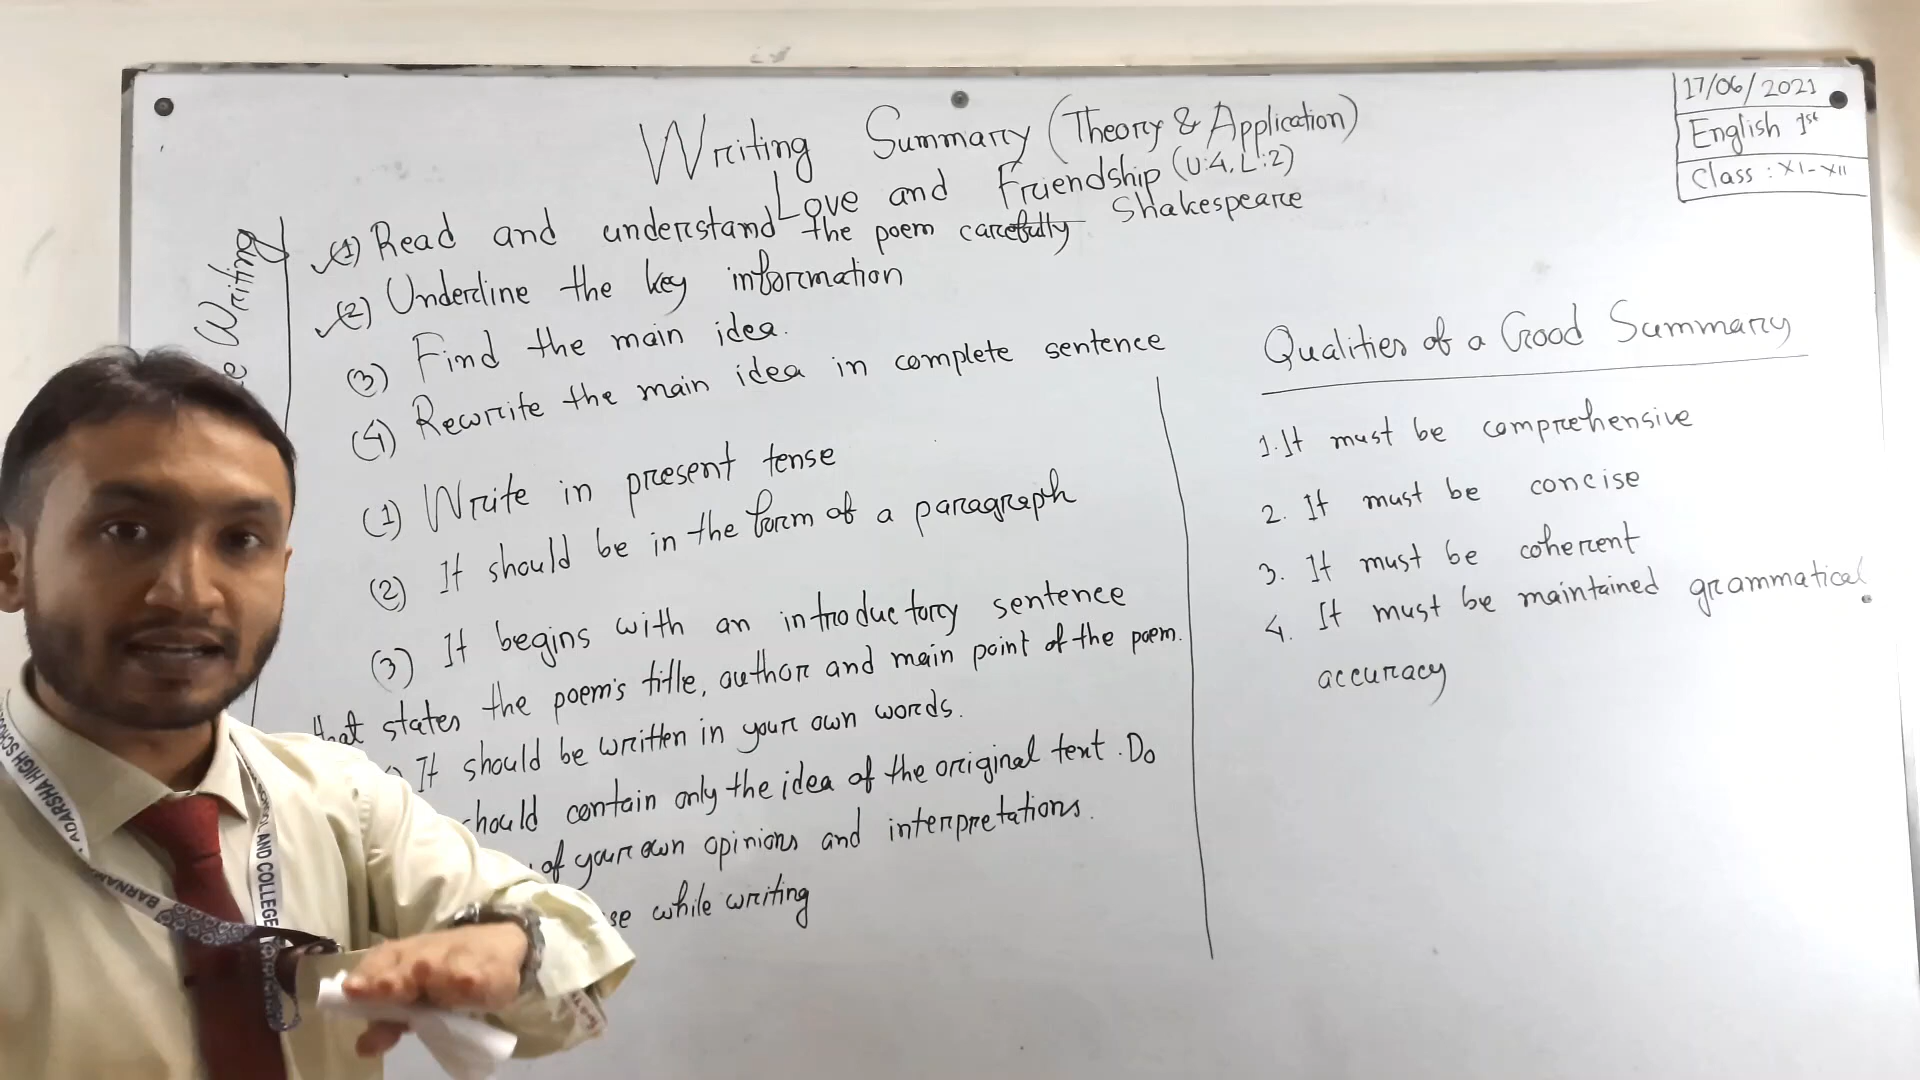 Writing Summary (Theory & Application)
Love and Friendship (U:4, L:2)
Shakespeare
17/06/2021
English 1st
Class : XI-XII
Writing
(1) Read and understand the poem carefully
(2) Underline the key information
(3) Find the main idea.
(4) Rewrite the main idea in complete sentence
(1) Write in present tense
(2) It should be in the form of a paragraph
(3) It begins with an introductory sentence
that states the poem's title, author and main point of the poem.
It should be written in your own words.
should contain only the idea of the original text. Do
of your own opinions and interpretations.
while writing
Qualities of a Good Summary
1. It must be comprehensive
2. It must be concise
3. It must be coherent
4. It must be maintained grammatical
accuracy
ADARSHA HIGH SCHOOL
AND COLLEGE